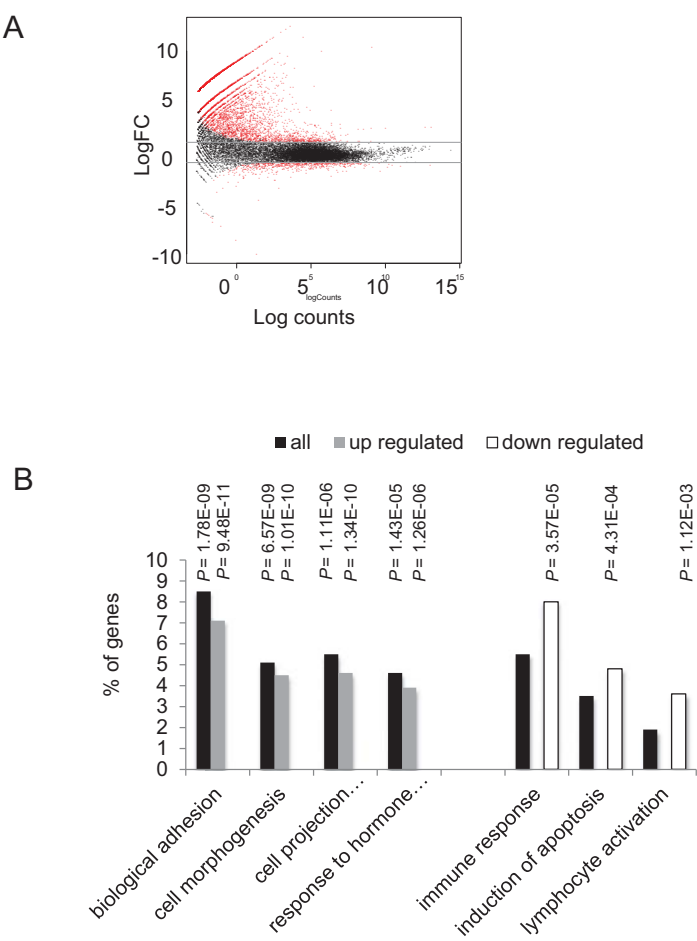 A
10
5
0
-5
-10
LogFC
0 0 5 5 10 10 15 15
logCounts
Log counts
all up regulated down regulated
B
P= 1.78E-09
P= 9.48E-11
P= 6.57E-09
P= 1.01E-10
P= 1.11E-06
P= 1.34E-10
P= 1.43E-05
P= 1.26E-06
P= 3.57E-05
P= 4.31E-04
P= 1.12E-03
10
9
8
7
6
5
4
3
2
1
0
% of genes
biological adhesion
cell morphogenesis
cell projection…
response to hormone…
immune response
induction of apoptosis
lymphocyte activation